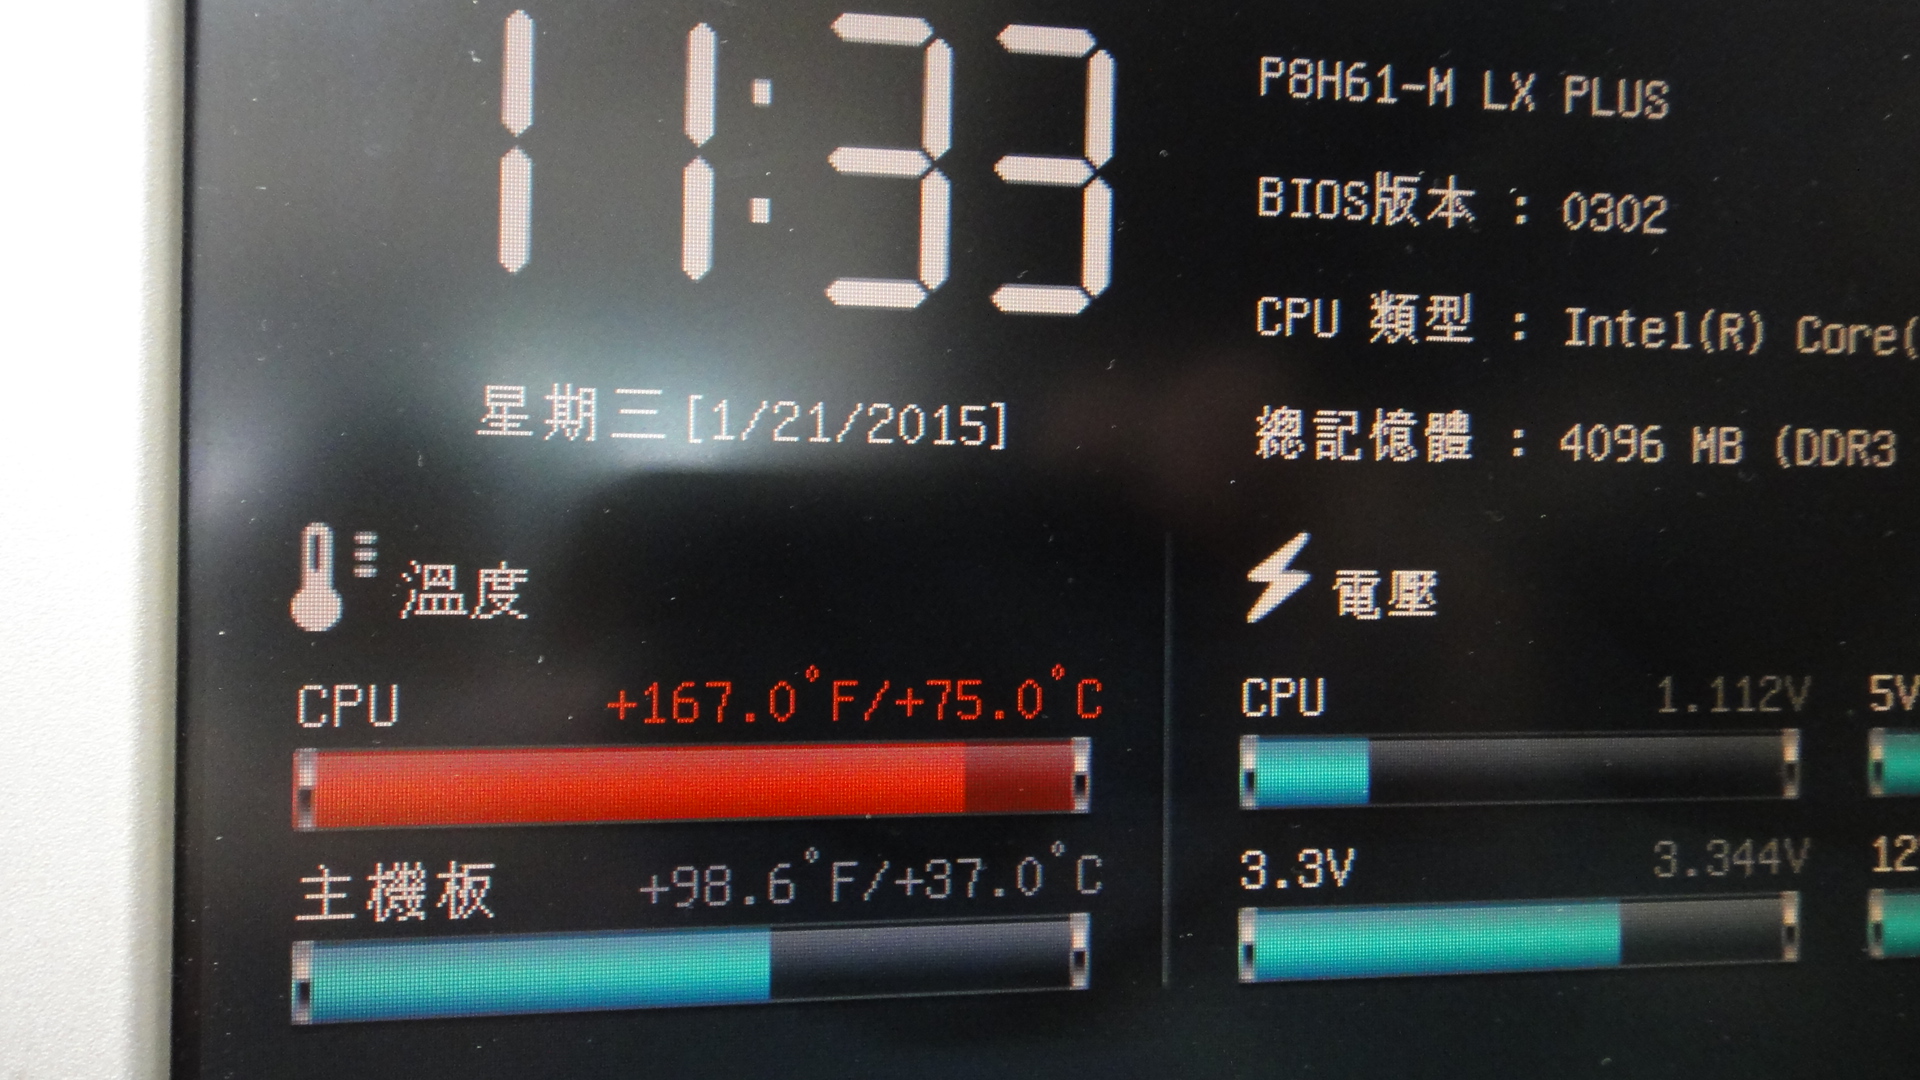 11:33
星期三[1/21/2015]
P8H61-M LX PLUS
BIOS版本 : 0302
CPU 類型 : Intel(R) Core(
總記憶體 : 4096 MB (DDR3
溫度
CPU +167.0°F/+75.0°C
主機板 +98.6°F/+37.0°C
電壓
CPU 1.112V 5V
3.3V 3.344V 12